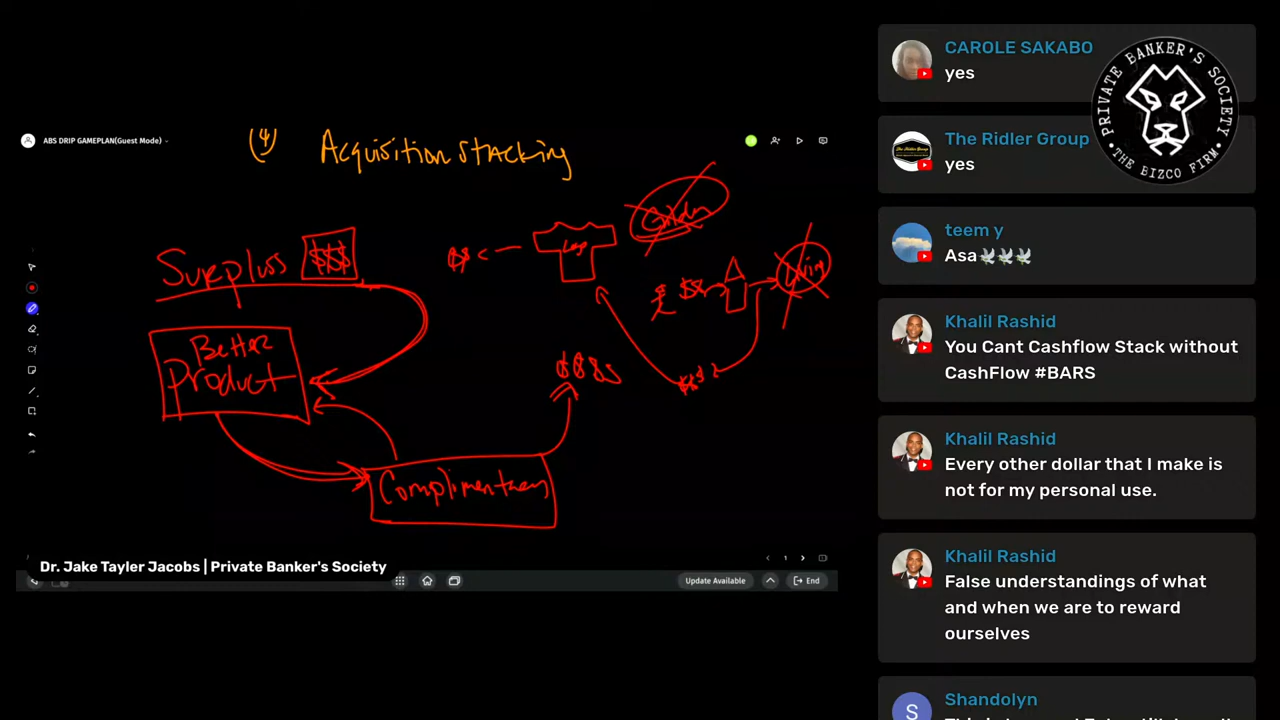 ABS DRIP GAMEPLAN(Guest Mode)
(4) Acquisition Stacking
Surpluss $$$
Better
Product
Complimentary
$$$$
Dr. Jake Tayler Jacobs | Private Banker's Society
1
Update Available
End
CAROLE SAKABO
yes
The Ridler Group
yes
teem y
Asa🕊️🕊️🕊️
Khalil Rashid
You Cant Cashflow Stack without
CashFlow #BARS
Khalil Rashid
Every other dollar that I make is
not for my personal use.
Khalil Rashid
False understandings of what
and when we are to reward
ourselves
S
Shandolyn
PRIVATE BANKER'S SOCIETY
• THE BIZCO FIRM •